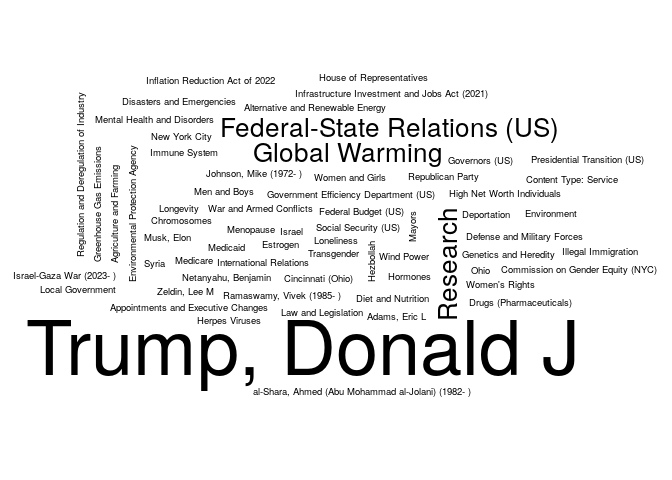 Inflation Reduction Act of 2022
House of Representatives
Infrastructure Investment and Jobs Act (2021)
Disasters and Emergencies
Alternative and Renewable Energy
Mental Health and Disorders
Federal-State Relations (US)
New York City
Immune System
Global Warming
Governors (US)
Presidential Transition (US)
Regulation and Deregulation of Industry
Greenhouse Gas Emissions
Agriculture and Farming
Environmental Protection Agency
Johnson, Mike (1972- )
Women and Girls
Republican Party
Content Type: Service
Men and Boys
Government Efficiency Department (US)
High Net Worth Individuals
Longevity
War and Armed Conflicts
Federal Budget (US)
Mayors
Research
Deportation
Environment
Chromosomes
Menopause
Israel
Social Security (US)
Musk, Elon
Medicaid
Estrogen
Loneliness
Transgender
Hezbollah
Wind Power
Defense and Military Forces
Genetics and Heredity
Illegal Immigration
Syria
Medicare
International Relations
Ohio
Commission on Gender Equity (NYC)
Israel-Gaza War (2023- )
Netanyahu, Benjamin
Cincinnati (Ohio)
Hormones
Women's Rights
Local Government
Zeldin, Lee M
Ramaswamy, Vivek (1985- )
Diet and Nutrition
Drugs (Pharmaceuticals)
Appointments and Executive Changes
Law and Legislation
Adams, Eric L
Herpes Viruses
Trump, Donald J
al-Shara, Ahmed (Abu Mohammad al-Jolani) (1982- )